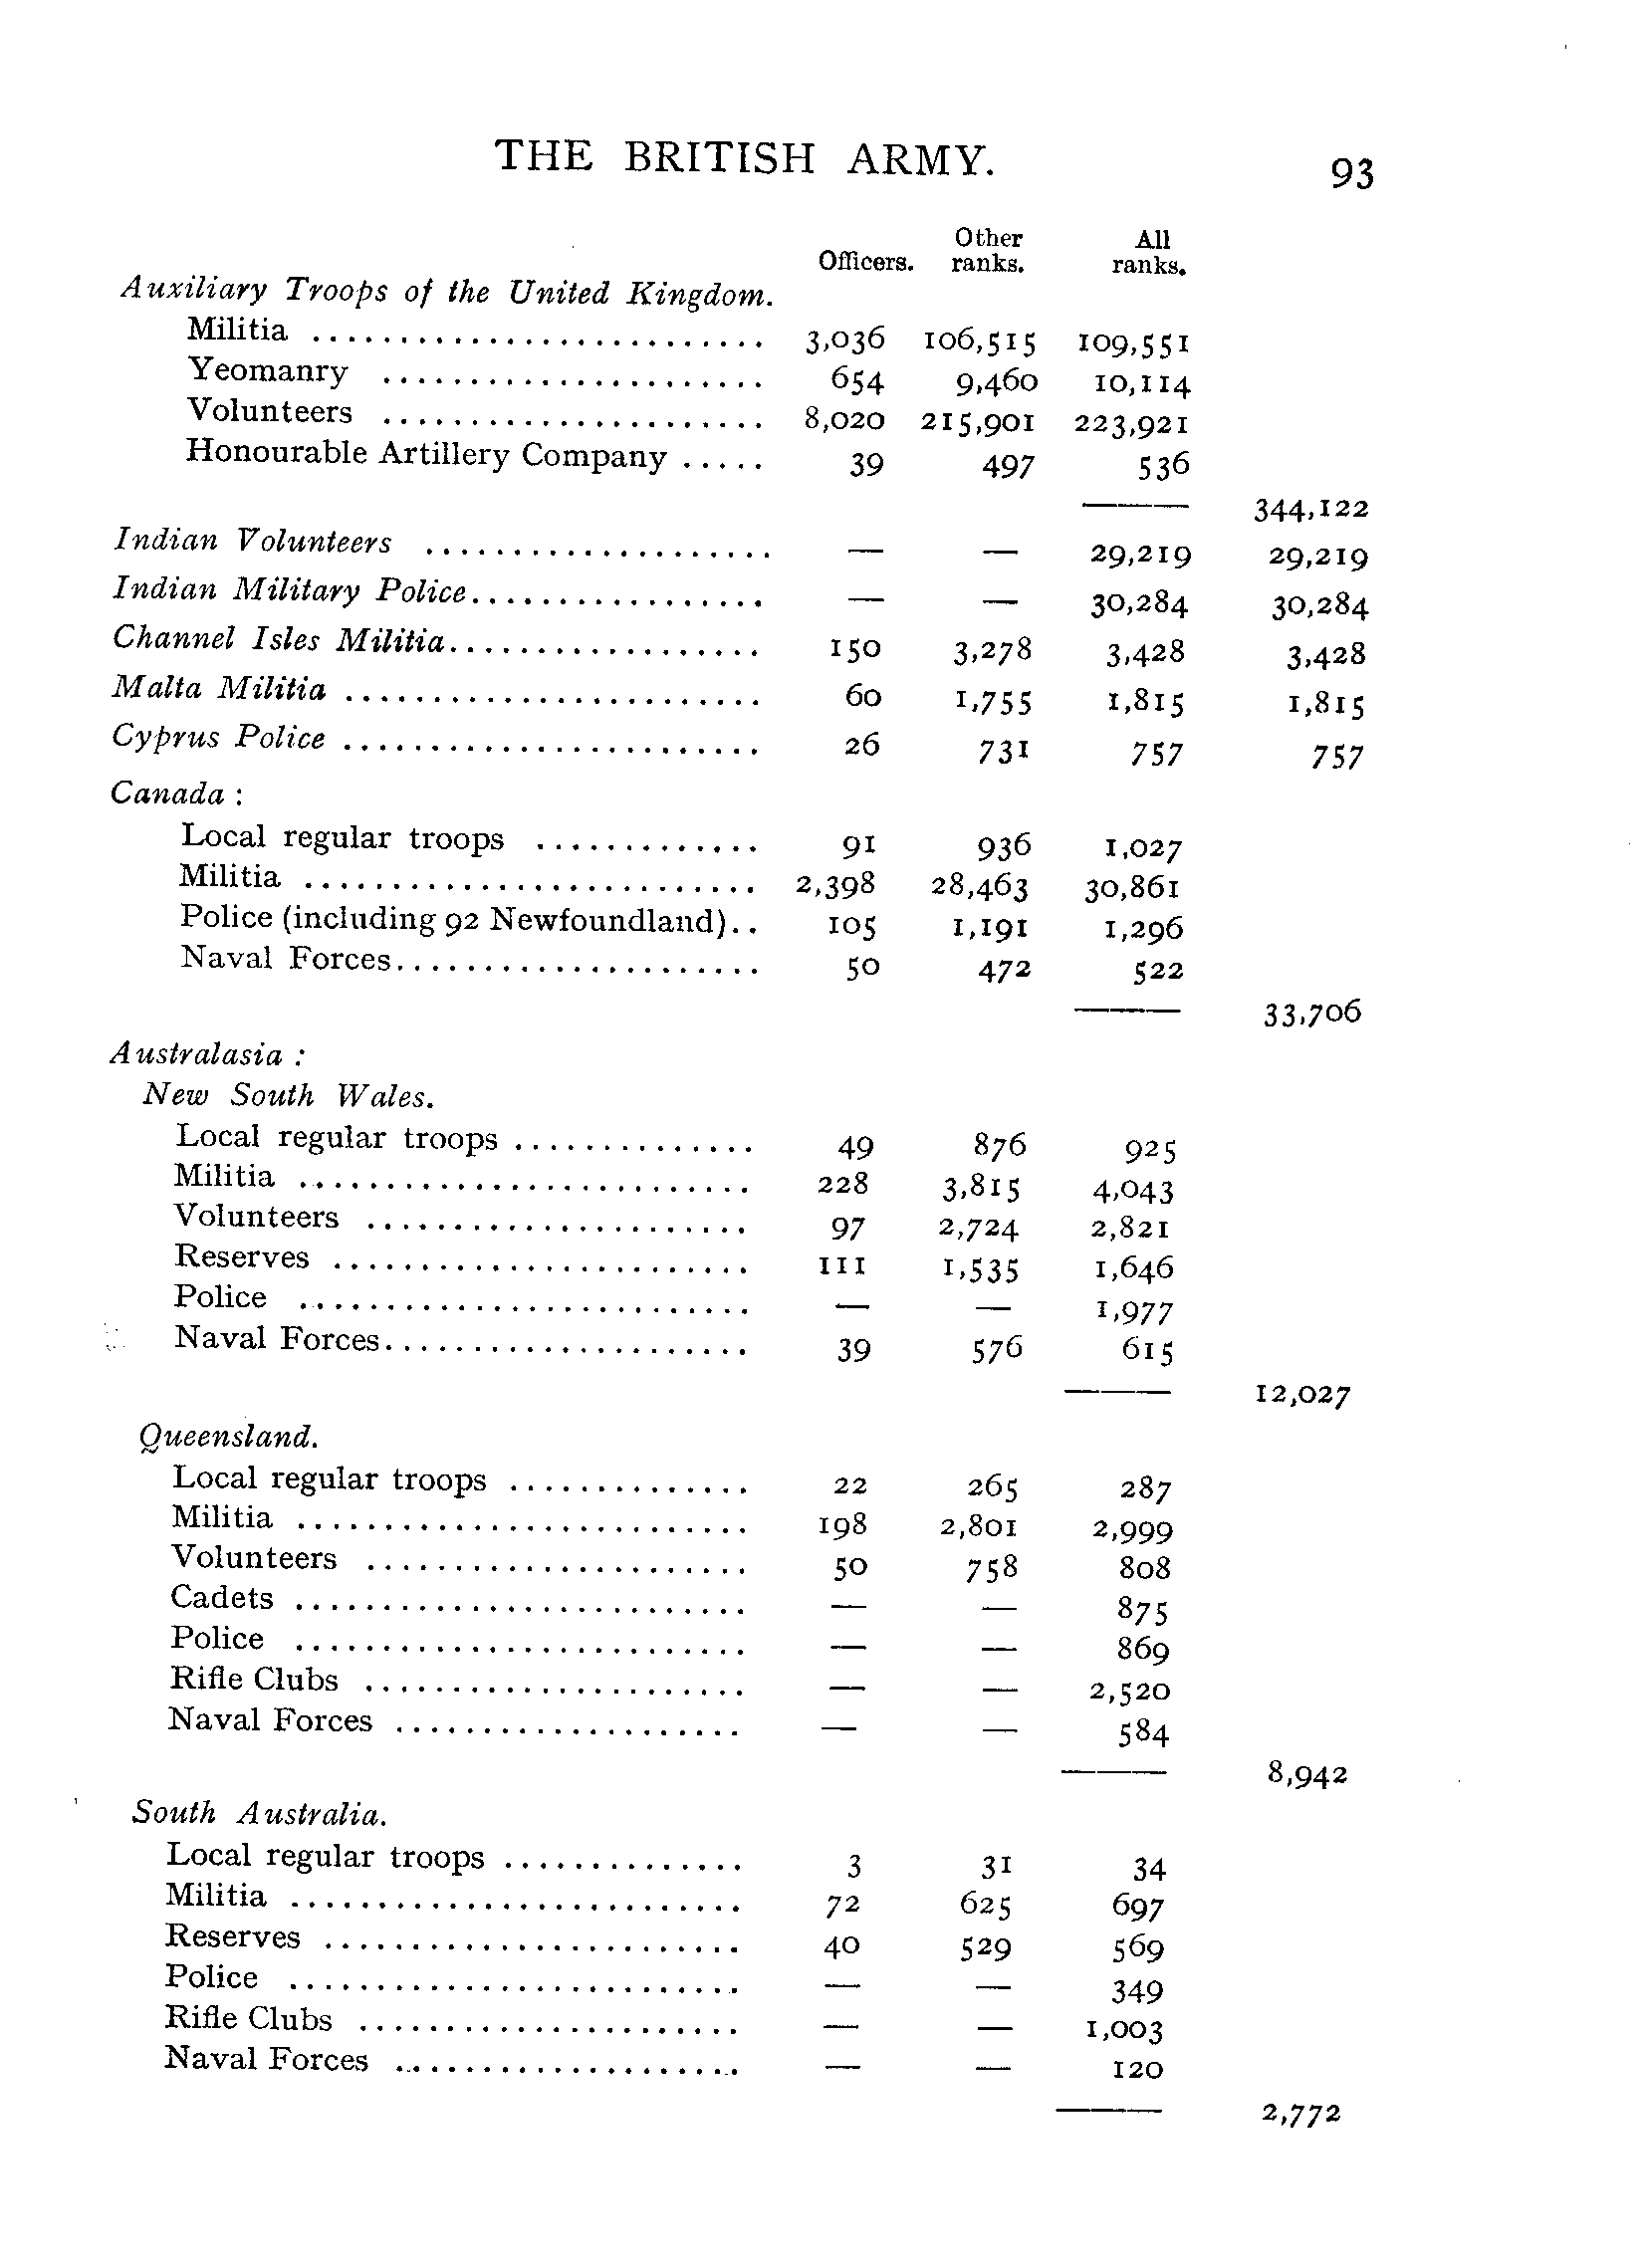 THE BRITISH ARMY. 93
Officers. Other ranks. All ranks.
Auxiliary Troops of the United Kingdom.
Militia .......................... 3,036 106,515 109,551
Yeomanry ...................... 654 9,460 10,114
Volunteers ...................... 8,020 215,901 223,921
Honourable Artillery Company ..... 39 497 536
344,122
Indian Volunteers .................... — — 29,219 29,219
Indian Military Police................. — — 30,284 30,284
Channel Isles Militia.................. 150 3,278 3,428 3,428
Malta Militia ........................ 60 1,755 1,815 1,815
Cyprus Police ........................ 26 731 757 757
Canada :
Local regular troops ............. 91 936 1,027
Militia .......................... 2,398 28,463 30,861
Police (including 92 Newfoundland).. 105 1,191 1,296
Naval Forces..................... 50 472 522
33,706
Australasia :
New South Wales.
Local regular troops .............. 49 876 925
Militia .......................... 228 3,815 4,043
Volunteers ...................... 97 2,724 2,821
Reserves ........................ 111 1,535 1,646
Police .......................... — — 1,977
Naval Forces..................... 39 576 615
12,027
Queensland.
Local regular troops .............. 22 265 287
Militia .......................... 198 2,801 2,999
Volunteers ...................... 50 758 808
Cadets .......................... — — 875
Police .......................... — — 869
Rifle Clubs ...................... — — 2,520
Naval Forces .................... — — 584
8,942
South Australia.
Local regular troops .............. 3 31 34
Militia .......................... 72 625 697
Reserves ........................ 40 529 569
Police .......................... — — 349
Rifle Clubs ...................... — — 1,003
Naval Forces .................... — — 120
2,772